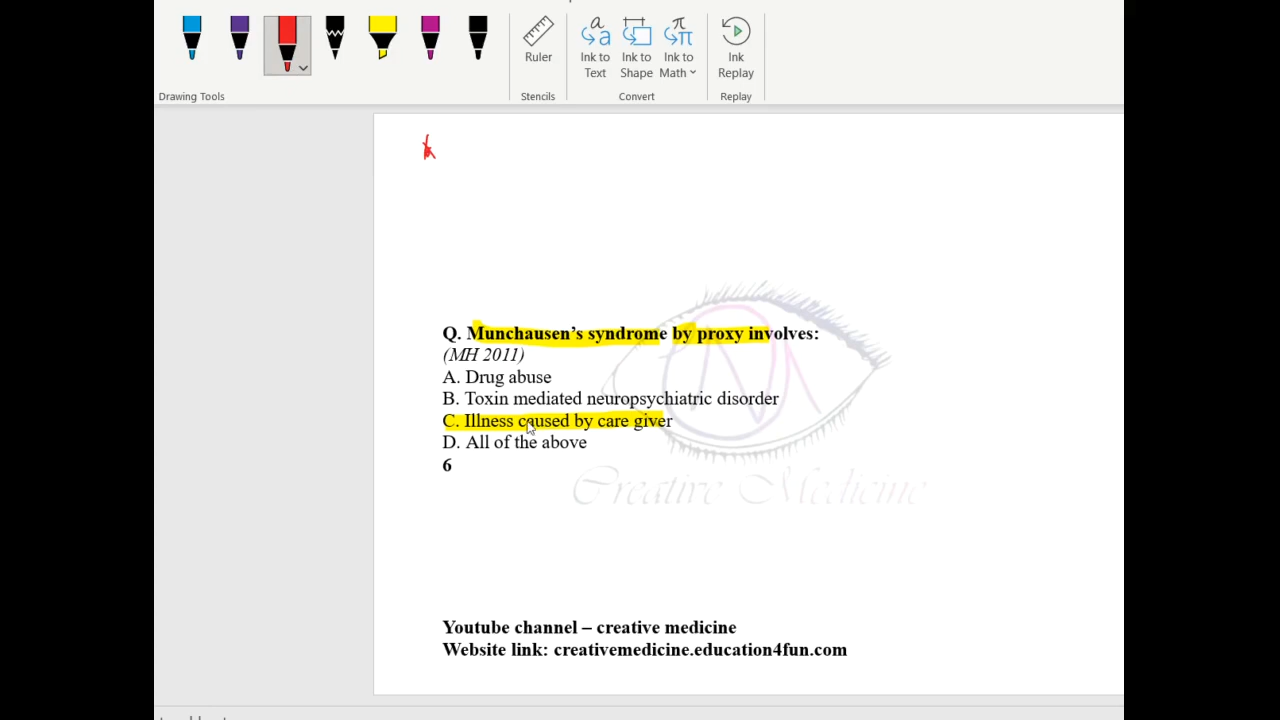 Ruler
Ink to Text
Ink to Shape
Ink to Math
Ink Replay
Drawing Tools
Stencils
Convert
Replay
Q. Munchausen's syndrome by proxy involves:
(MH 2011)
A. Drug abuse
B. Toxin mediated neuropsychiatric disorder
C. Illness caused by care giver
D. All of the above
6
Creative Medicine
Youtube channel – creative medicine
Website link: creativemedicine.education4fun.com